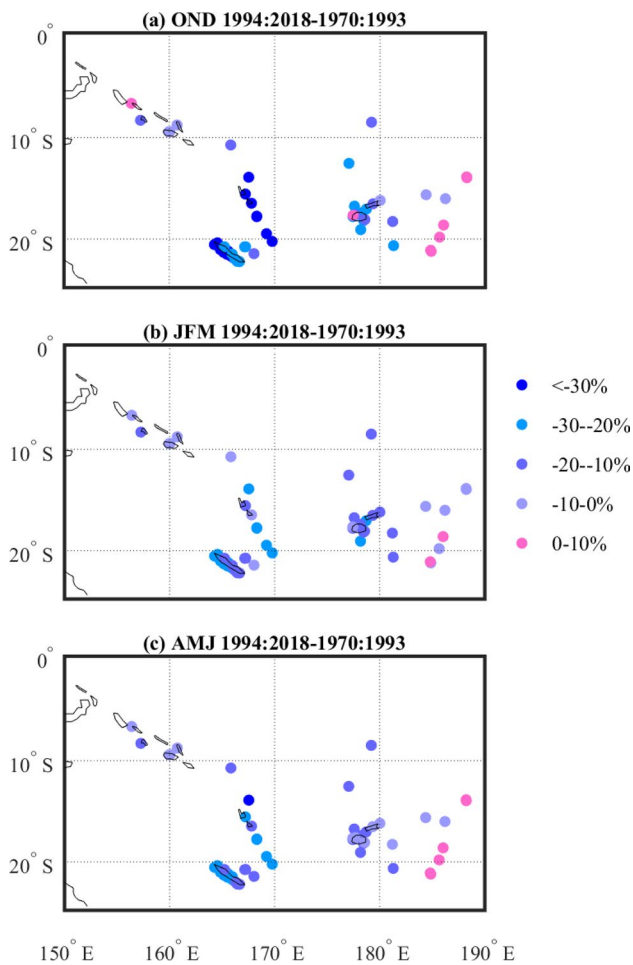 (a) OND 1994:2018-1970:1993
0°
10° S
20° S
(b) JFM 1994:2018-1970:1993
0°
10° S
20° S
<-30%
-30--20%
-20--10%
-10-0%
0-10%
(c) AMJ 1994:2018-1970:1993
0°
10° S
20° S
150° E
160° E
170° E
180° E
190° E